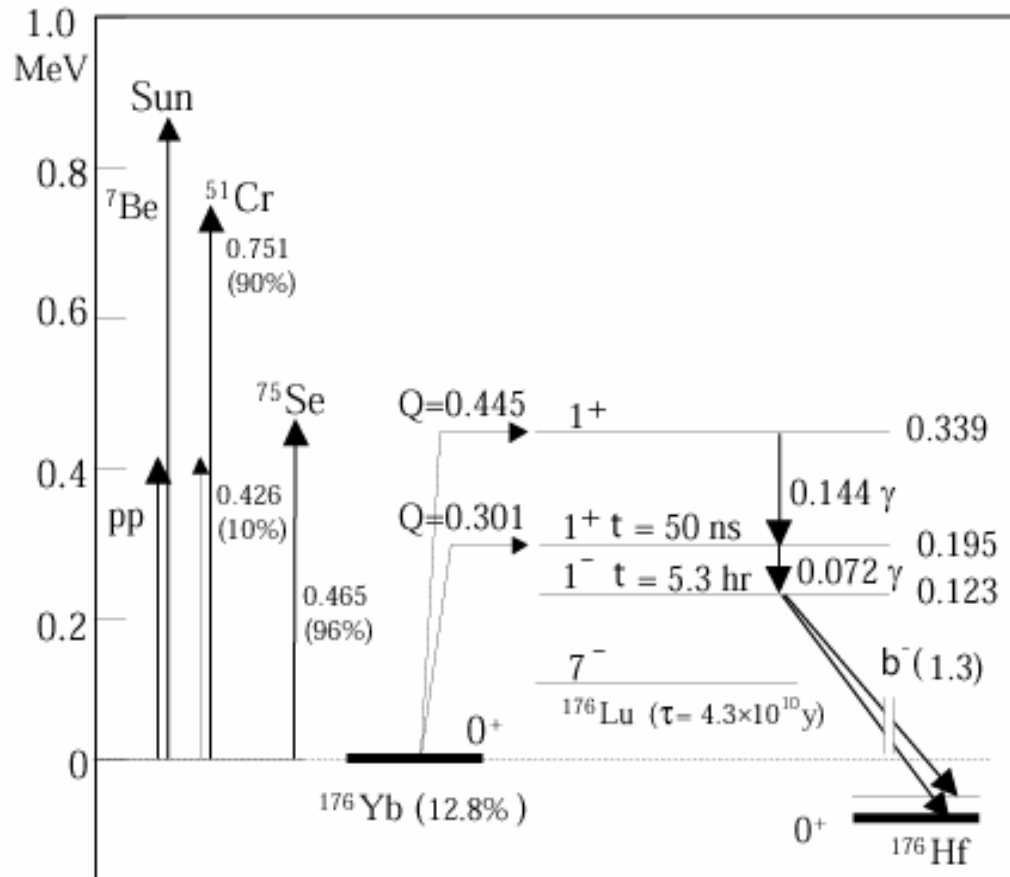 1.0
MeV
Sun
0.8
⁷Be
⁵¹Cr
0.751
(90%)
0.6
⁷⁵Se
Q=0.445
1⁺
0.339
0.4
pp
0.426
(10%)
0.144 γ
Q=0.301
1⁺ t = 50 ns
0.195
1⁻ t = 5.3 hr
0.072 γ
0.123
0.465
(96%)
0.2
7⁻
b⁻(1.3)
¹⁷⁶Lu (τ= 4.3×10¹⁰y)
0⁺
0
¹⁷⁶Yb (12.8%)
0⁺
¹⁷⁶Hf